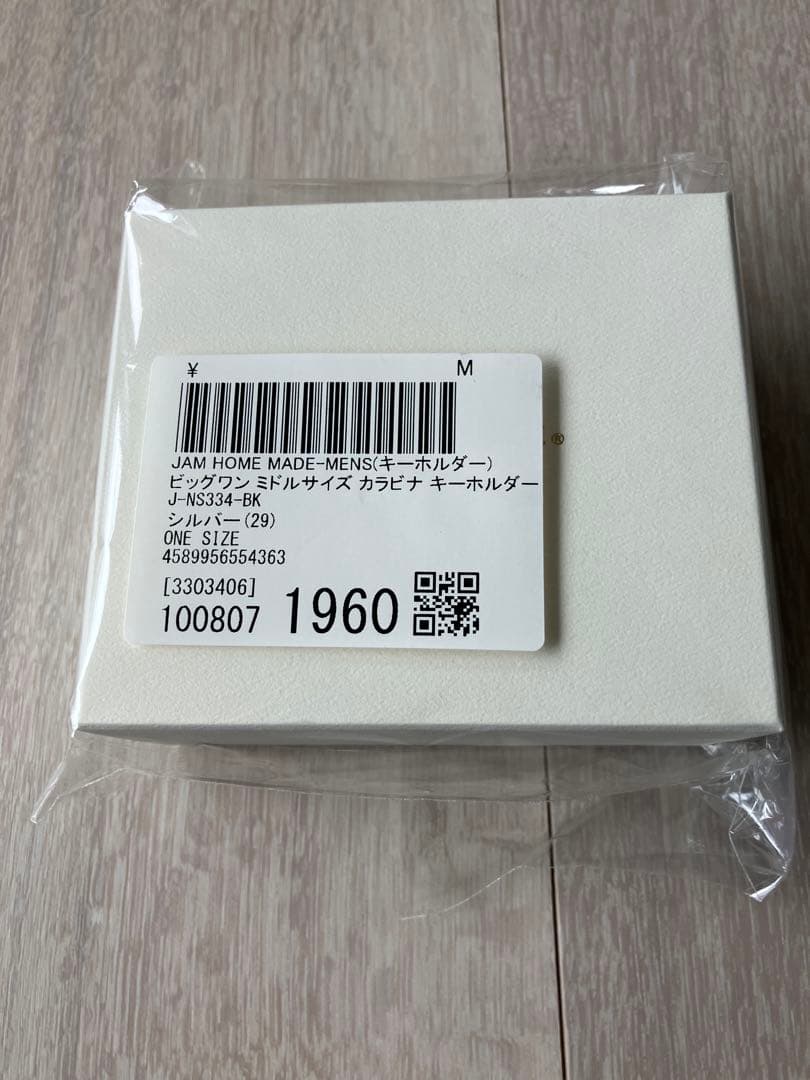 ¥ M
JAM HOME MADE-MENS(キーホルダー)
ビッグワン ミドルサイズ カラビナ キーホルダー
J-NS334-BK
シルバー(29)
ONE SIZE
4589956554363
[3303406]
100807 1960
®